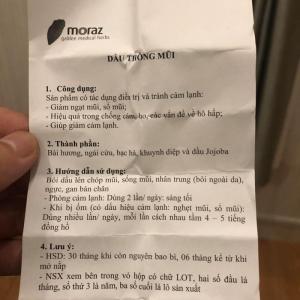 moraz
galilee medical herbs
DẦU THÔNG MŨI
1. Công dụng:
Sản phẩm có tác dụng điều trị và tránh cảm lạnh:
- Giảm ngạt mũi, sổ mũi;
- Hiệu quả trong chống cảm, ho, các vấn đề về hô hấp;
- Giúp giảm cảm lạnh.
2. Thành phần:
Bài hương, ngải cứu, bạc hà, khuynh diệp và dầu Jojoba
3. Hướng dẫn sử dụng:
Bôi dầu lên chóp mũi, sống mũi, nhân trung (bôi ngoài da),
ngực, gan bàn chân
- Phòng cảm lạnh: Dùng 2 lần/ ngày: sáng tối
- Khi bị ốm (có dấu hiệu cảm lạnh: nghẹt mũi, sổ mũi):
Dùng nhiều lần/ ngày, mỗi lần cách nhau tầm 4 – 5 tiếng
đồng hồ
4. Lưu ý:
- HSD: 30 tháng khi còn nguyên bao bì, 06 tháng kể từ khi
mở nắp
- NSX xem bên trong vỏ hộp có chữ LOT, hai số đầu là
tháng, số thứ 3 là năm, ba số cuối là lô sản xuất